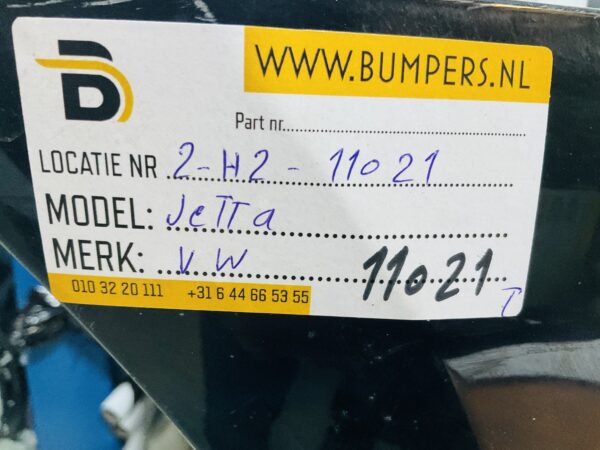 B
WWW.BUMPERS.NL
Part nr.
LOCATIE NR 2-H2-11021
MODEL: JeTTa
MERK: VW
11021
T
010 32 20 111 +31 6 44 66 53 55